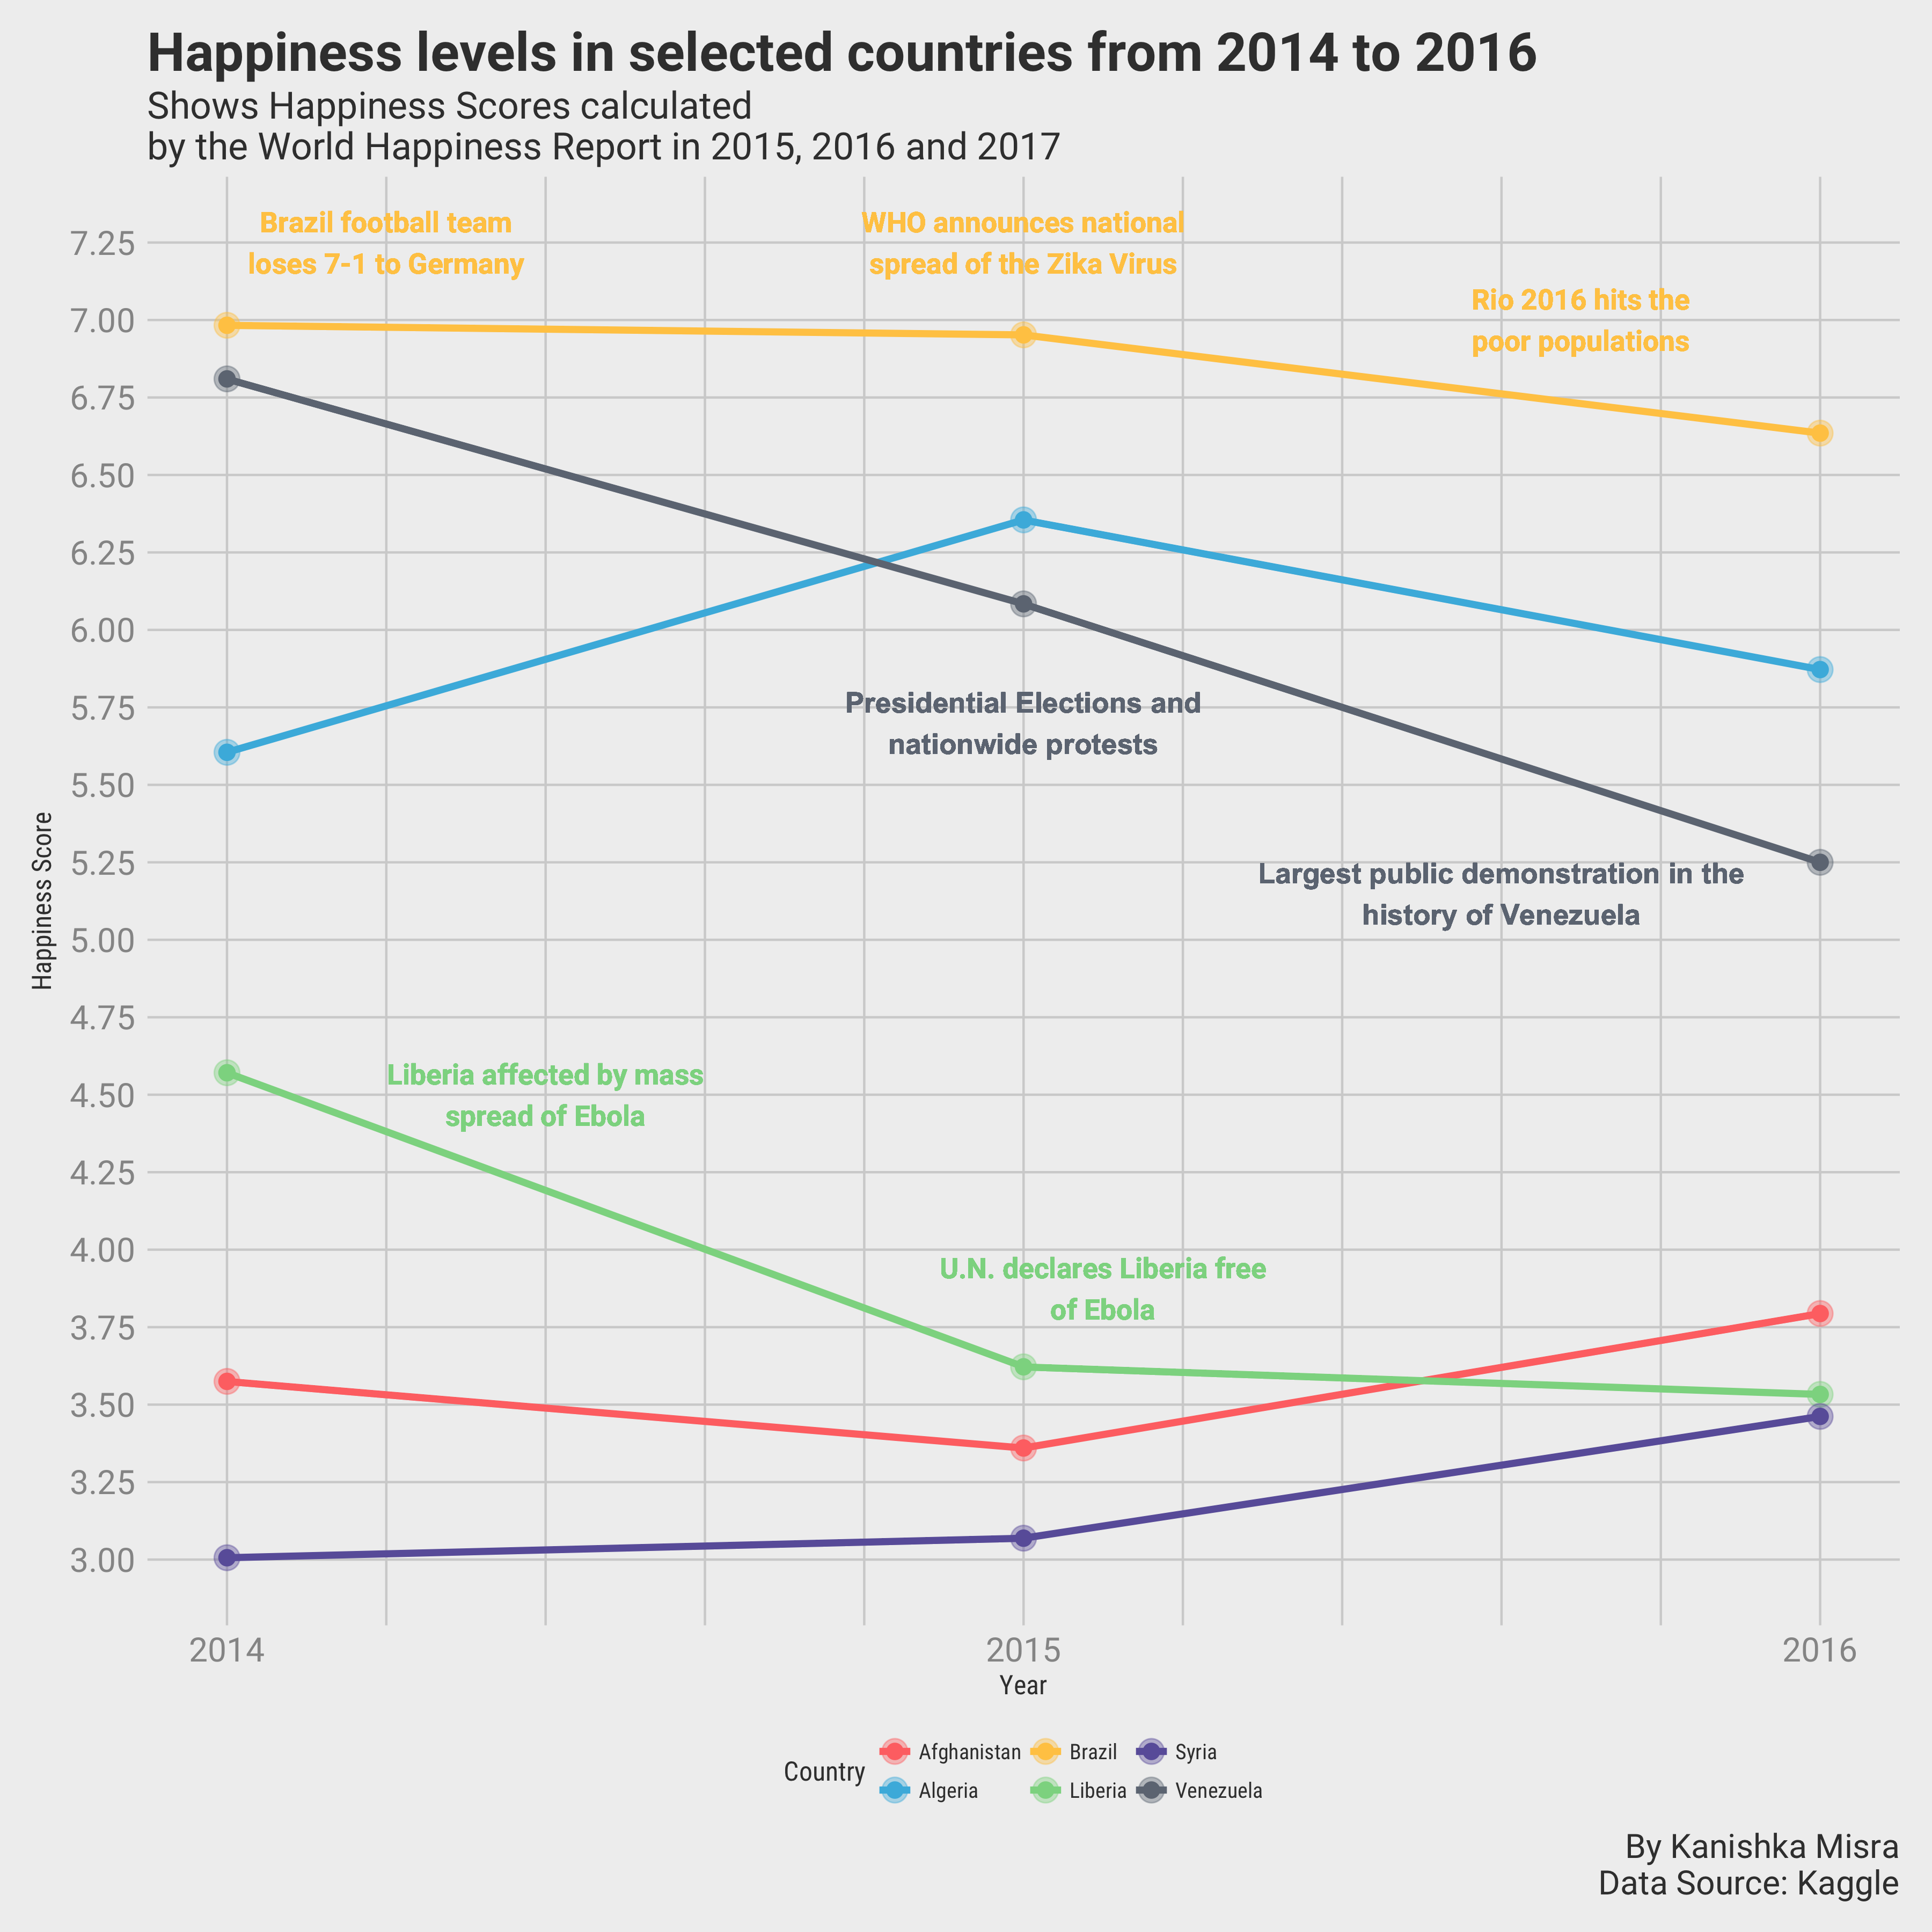 Happiness levels in selected countries from 2014 to 2016
Shows Happiness Scores calculated
by the World Happiness Report in 2015, 2016 and 2017
Brazil football team
loses 7-1 to Germany
WHO announces national
spread of the Zika Virus
Rio 2016 hits the
poor populations
Presidential Elections and
nationwide protests
Largest public demonstration in the
history of Venezuela
Liberia affected by mass
spread of Ebola
U.N. declares Liberia free
of Ebola
Happiness Score
7.25
7.00
6.75
6.50
6.25
6.00
5.75
5.50
5.25
5.00
4.75
4.50
4.25
4.00
3.75
3.50
3.25
3.00
2014 2015 2016
Year
Country
Afghanistan Brazil Syria
Algeria Liberia Venezuela
By Kanishka Misra
Data Source: Kaggle